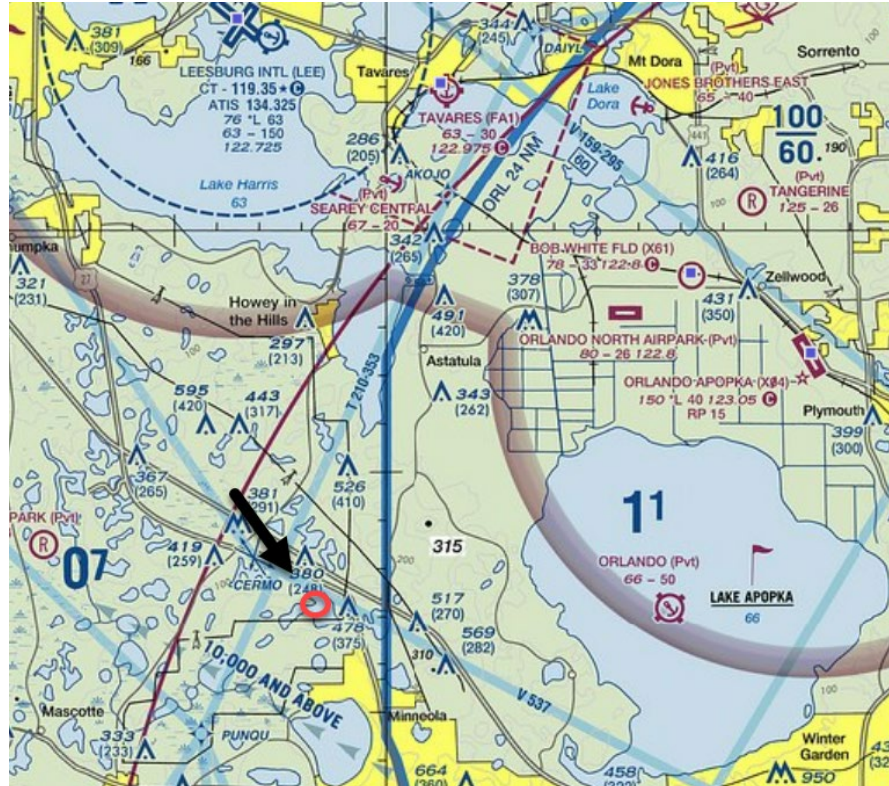 381
(309)
166
LEESBURG INTL (LEE)
CT - 119.35 ★ C
ATIS 134.325
76 *L 63
63 - 150
122.725
Lake Harris
63
Tavares
344
(245)
DAIYL
Mt Dora
Sorrento
Lake
Dora
(Pvt)
JONES BROTHERS EAST
65 - 40
TAVARES (FA1)
63 - 30
122.975 C
V 159-295
60
ORL 24 NM
441
100
60.
190
416
(264)
(Pvt)
R TANGERINE
125 - 26
286
(205)
AKOJO
(Pvt)
SEAREY CENTRAL
67 - 20
342
(265)
BOB WHITE FLD (X61)
78 - 33 122.8 C
Zellwood
321
(231)
27
Howey in
the Hills
297
(213)
100
491
(420)
378
(307)
431
(350)
ORLANDO NORTH AIRPARK (Pvt)
80 - 26 122.8
ORLANDO APOPKA (X04)
150 *L 40 123.05 C
RP 15
Plymouth
399
(300)
T 210-353
Astatula
343
(262)
595
(420)
443
(317)
367
(265)
381
(291)
526
(410)
315
200
PARK (Pvt)
R
07
419
(259)
100
CERMO
380
(248)
478
(375)
517
(270)
569
(282)
310
11
ORLANDO (Pvt)
66 - 50
LAKE APOPKA
66
10,000 AND ABOVE
V 537
Mascotte
333
(233)
PUNQU
Minneola
664
(360)
458
100
Winter
Garden
950